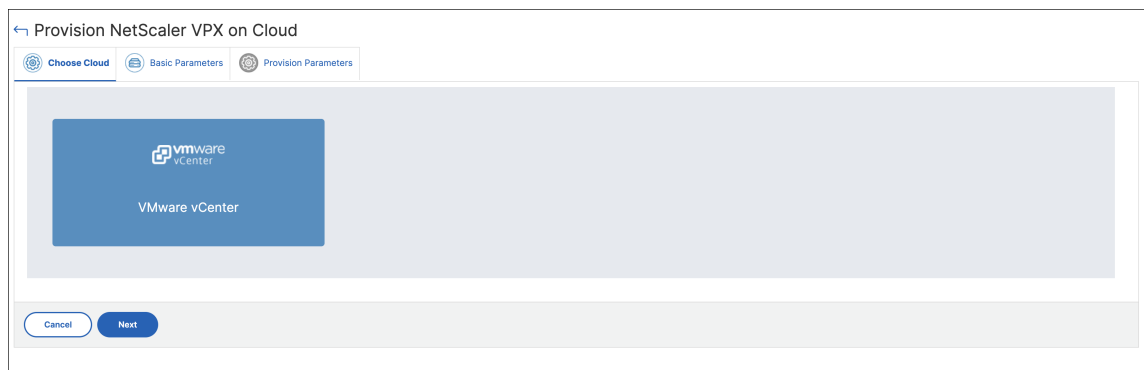 Provision NetScaler VPX on Cloud
Choose Cloud Basic Parameters Provision Parameters
vmware
vCenter
VMware vCenter
Cancel Next